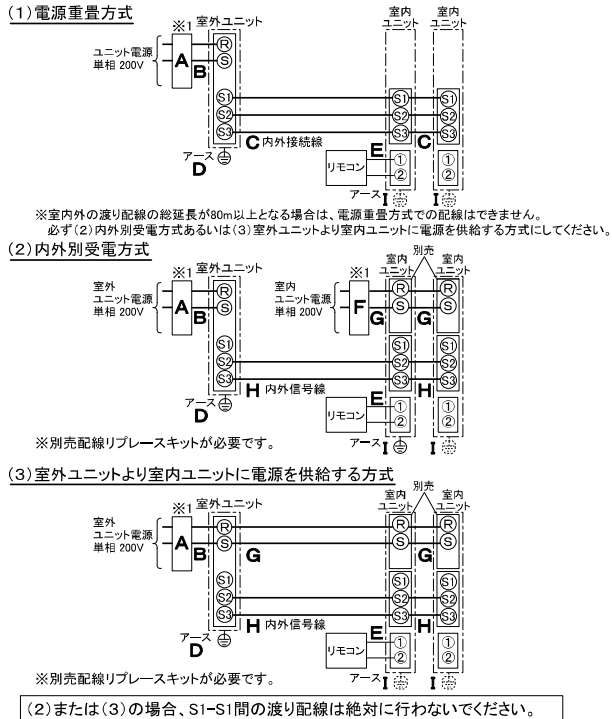 (1)電源重畳方式
※1 室外ユニット
室内ユニット
室内ユニット
ユニット電源
単相 200V
A
B
R
S
S1
S2
S3
S1
S2
S3
S1
S2
S3
C 内外接続線
E
C
アース
D
リモコン
①
②
①
②
アース I
I
※室内外の渡り配線の総延長が80m以上となる場合は、電源重畳方式での配線はできません。
必ず(2)内外別受電方式あるいは(3)室外ユニットより室内ユニットに電源を供給する方式にしてください。
(2)内外別受電方式
※1 室外ユニット
※1
室内ユニット
別売
室内ユニット
室外
ユニット電源
単相 200V
A
B
R
S
室内
ユニット電源
単相 200V
F
G
R
S
G
R
S
S1
S2
S3
S1
S2
S3
S1
S2
S3
H 内外信号線
E
H
アース
D
リモコン
①
②
①
②
アース I
I
※別売配線リプレースキットが必要です。
(3)室外ユニットより室内ユニットに電源を供給する方式
※1 室外ユニット
室内ユニット
別売
室内ユニット
室外
ユニット電源
単相 200V
A
B
R
S
G
R
S
G
R
S
S1
S2
S3
S1
S2
S3
S1
S2
S3
H 内外信号線
E
H
アース
D
リモコン
①
②
①
②
アース I
I
※別売配線リプレースキットが必要です。
(2)または(3)の場合、S1-S1間の渡り配線は絶対に行わないでください。